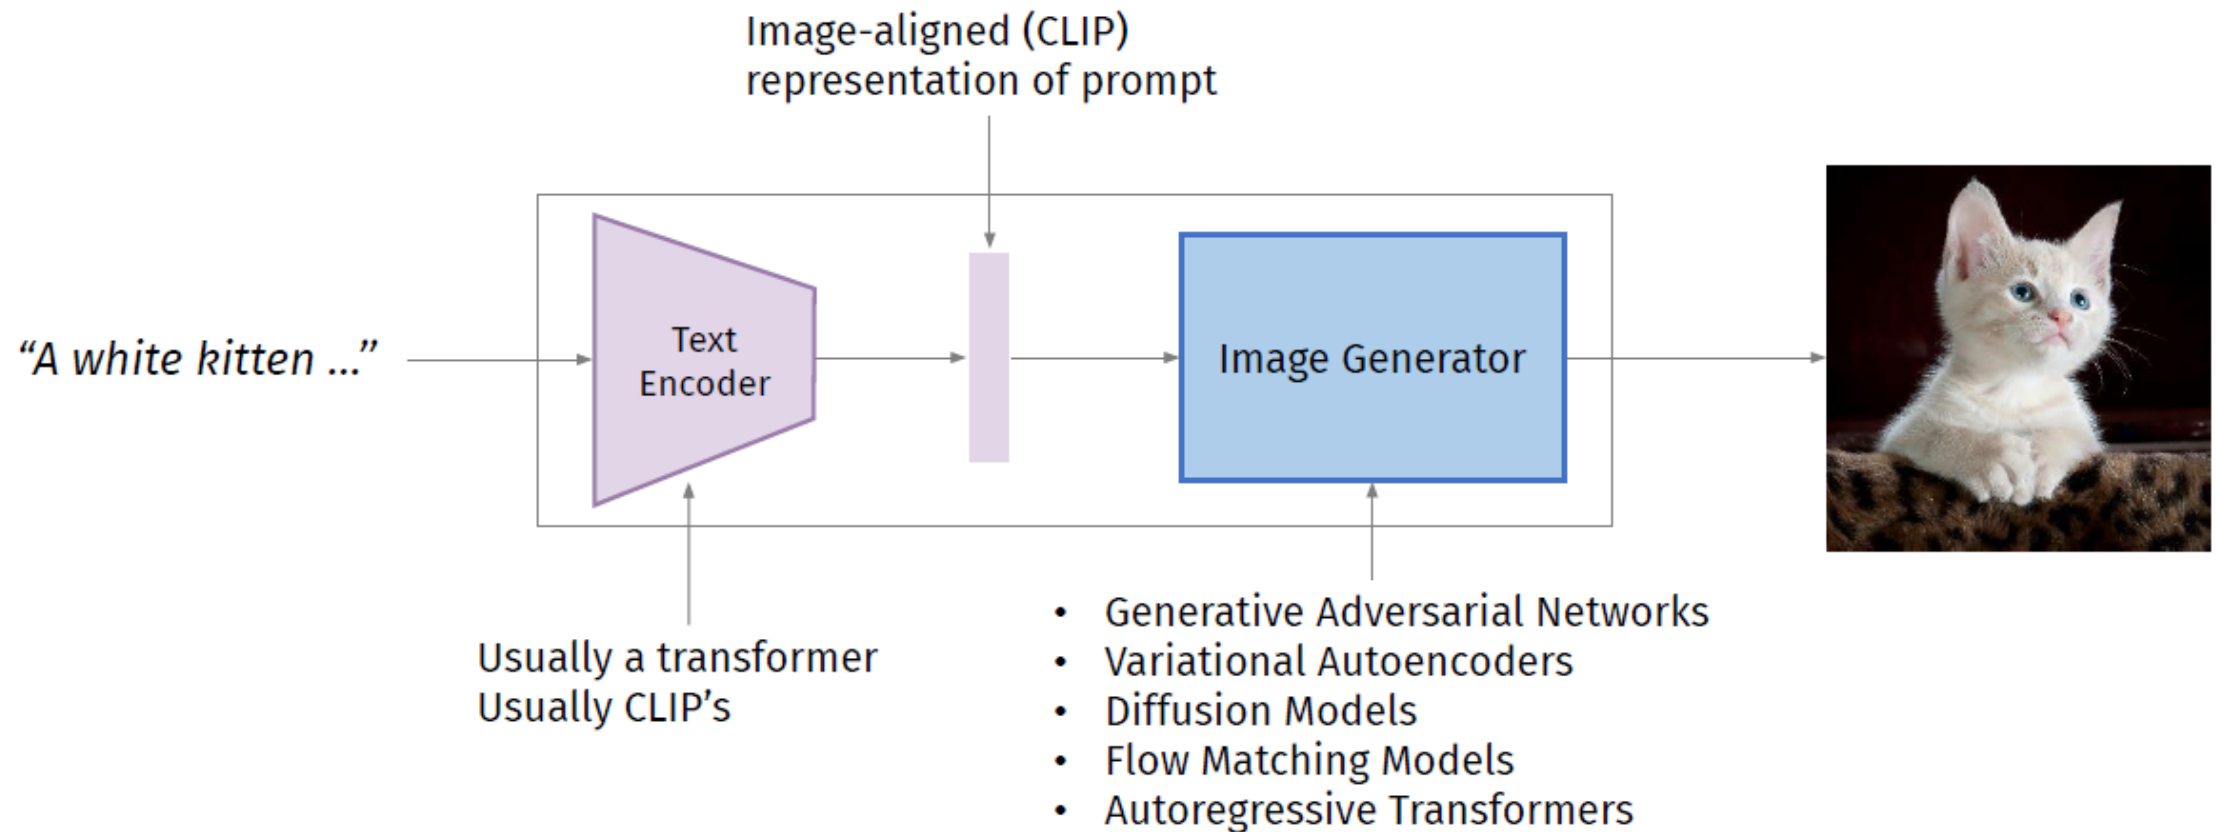 Image-aligned (CLIP)
representation of prompt
“A white kitten ...”
Text
Encoder
Image Generator
Usually a transformer
Usually CLIP’s
• Generative Adversarial Networks
• Variational Autoencoders
• Diffusion Models
• Flow Matching Models
• Autoregressive Transformers